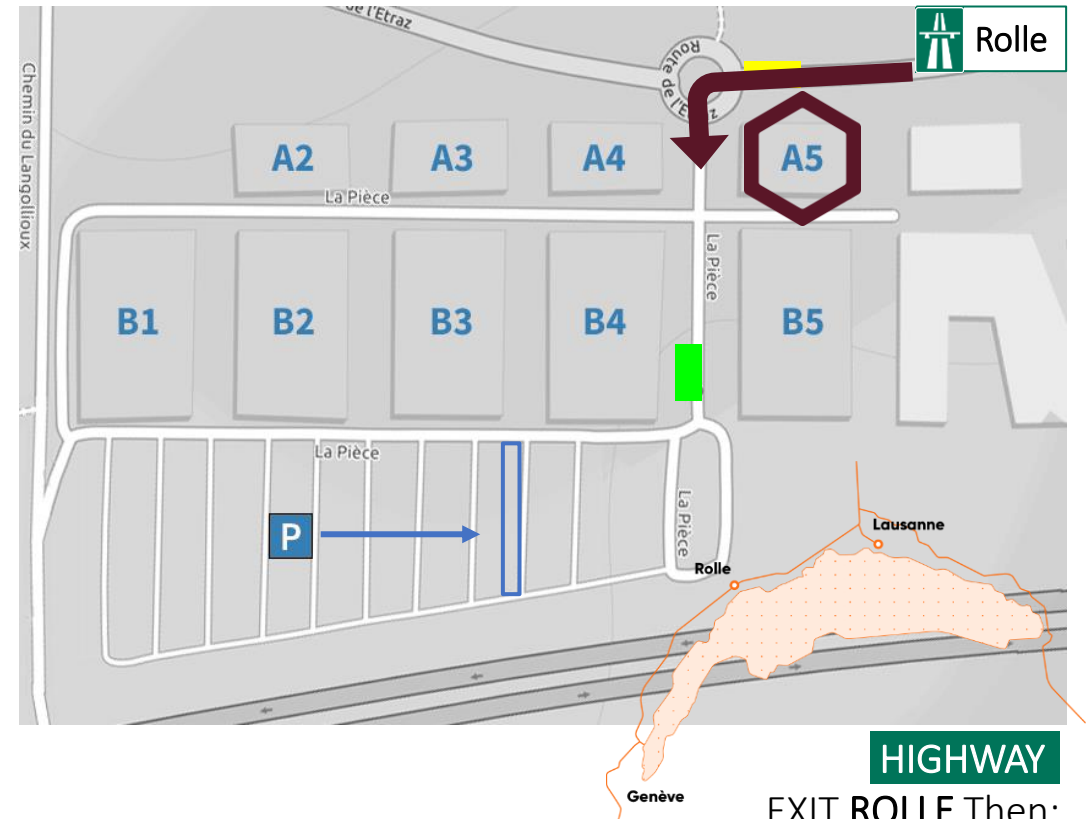 de l'Etraz
Rolle
Route de l'Etraz
Chemin du Langollioux
A2
A3
A4
A5
La Pièce
La Pièce
B1
B2
B3
B4
B5
La Pièce
La Pièce
P
Lausanne
Rolle
Genève
HIGHWAY
EXIT ROLLE Then: